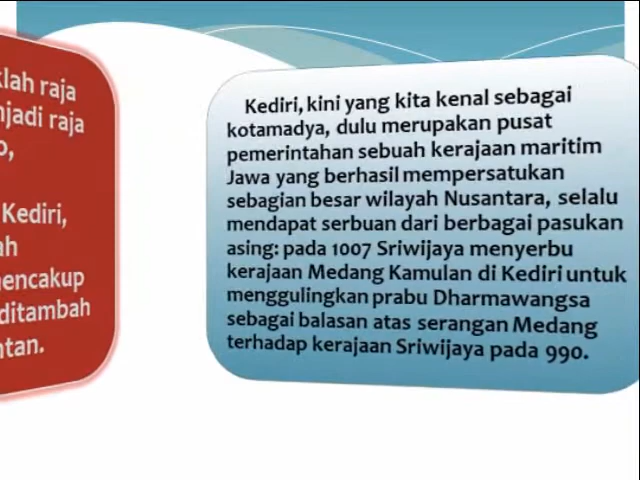 lah raja
njadi raja
o,
Kediri,
ah
encakup
ditambah
ntan.
Kediri, kini yang kita kenal sebagai
kotamadya, dulu merupakan pusat
pemerintahan sebuah kerajaan maritim
Jawa yang berhasil mempersatukan
sebagian besar wilayah Nusantara, selalu
mendapat serbuan dari berbagai pasukan
asing: pada 1007 Sriwijaya menyerbu
kerajaan Medang Kamulan di Kediri untuk
menggulingkan prabu Dharmawangsa
sebagai balasan atas serangan Medang
terhadap kerajaan Sriwijaya pada 990.